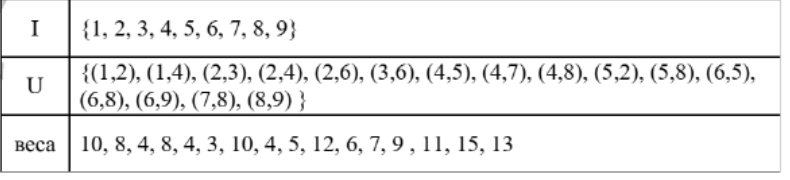 I {1, 2, 3, 4, 5, 6, 7, 8, 9}
U {(1,2), (1,4), (2,3), (2,4), (2,6), (3,6), (4,5), (4,7), (4,8), (5,2), (5,8), (6,5),
(6,8), (6,9), (7,8), (8,9) }
веса 10, 8, 4, 8, 4, 3, 10, 4, 5, 12, 6, 7, 9 , 11, 15, 13